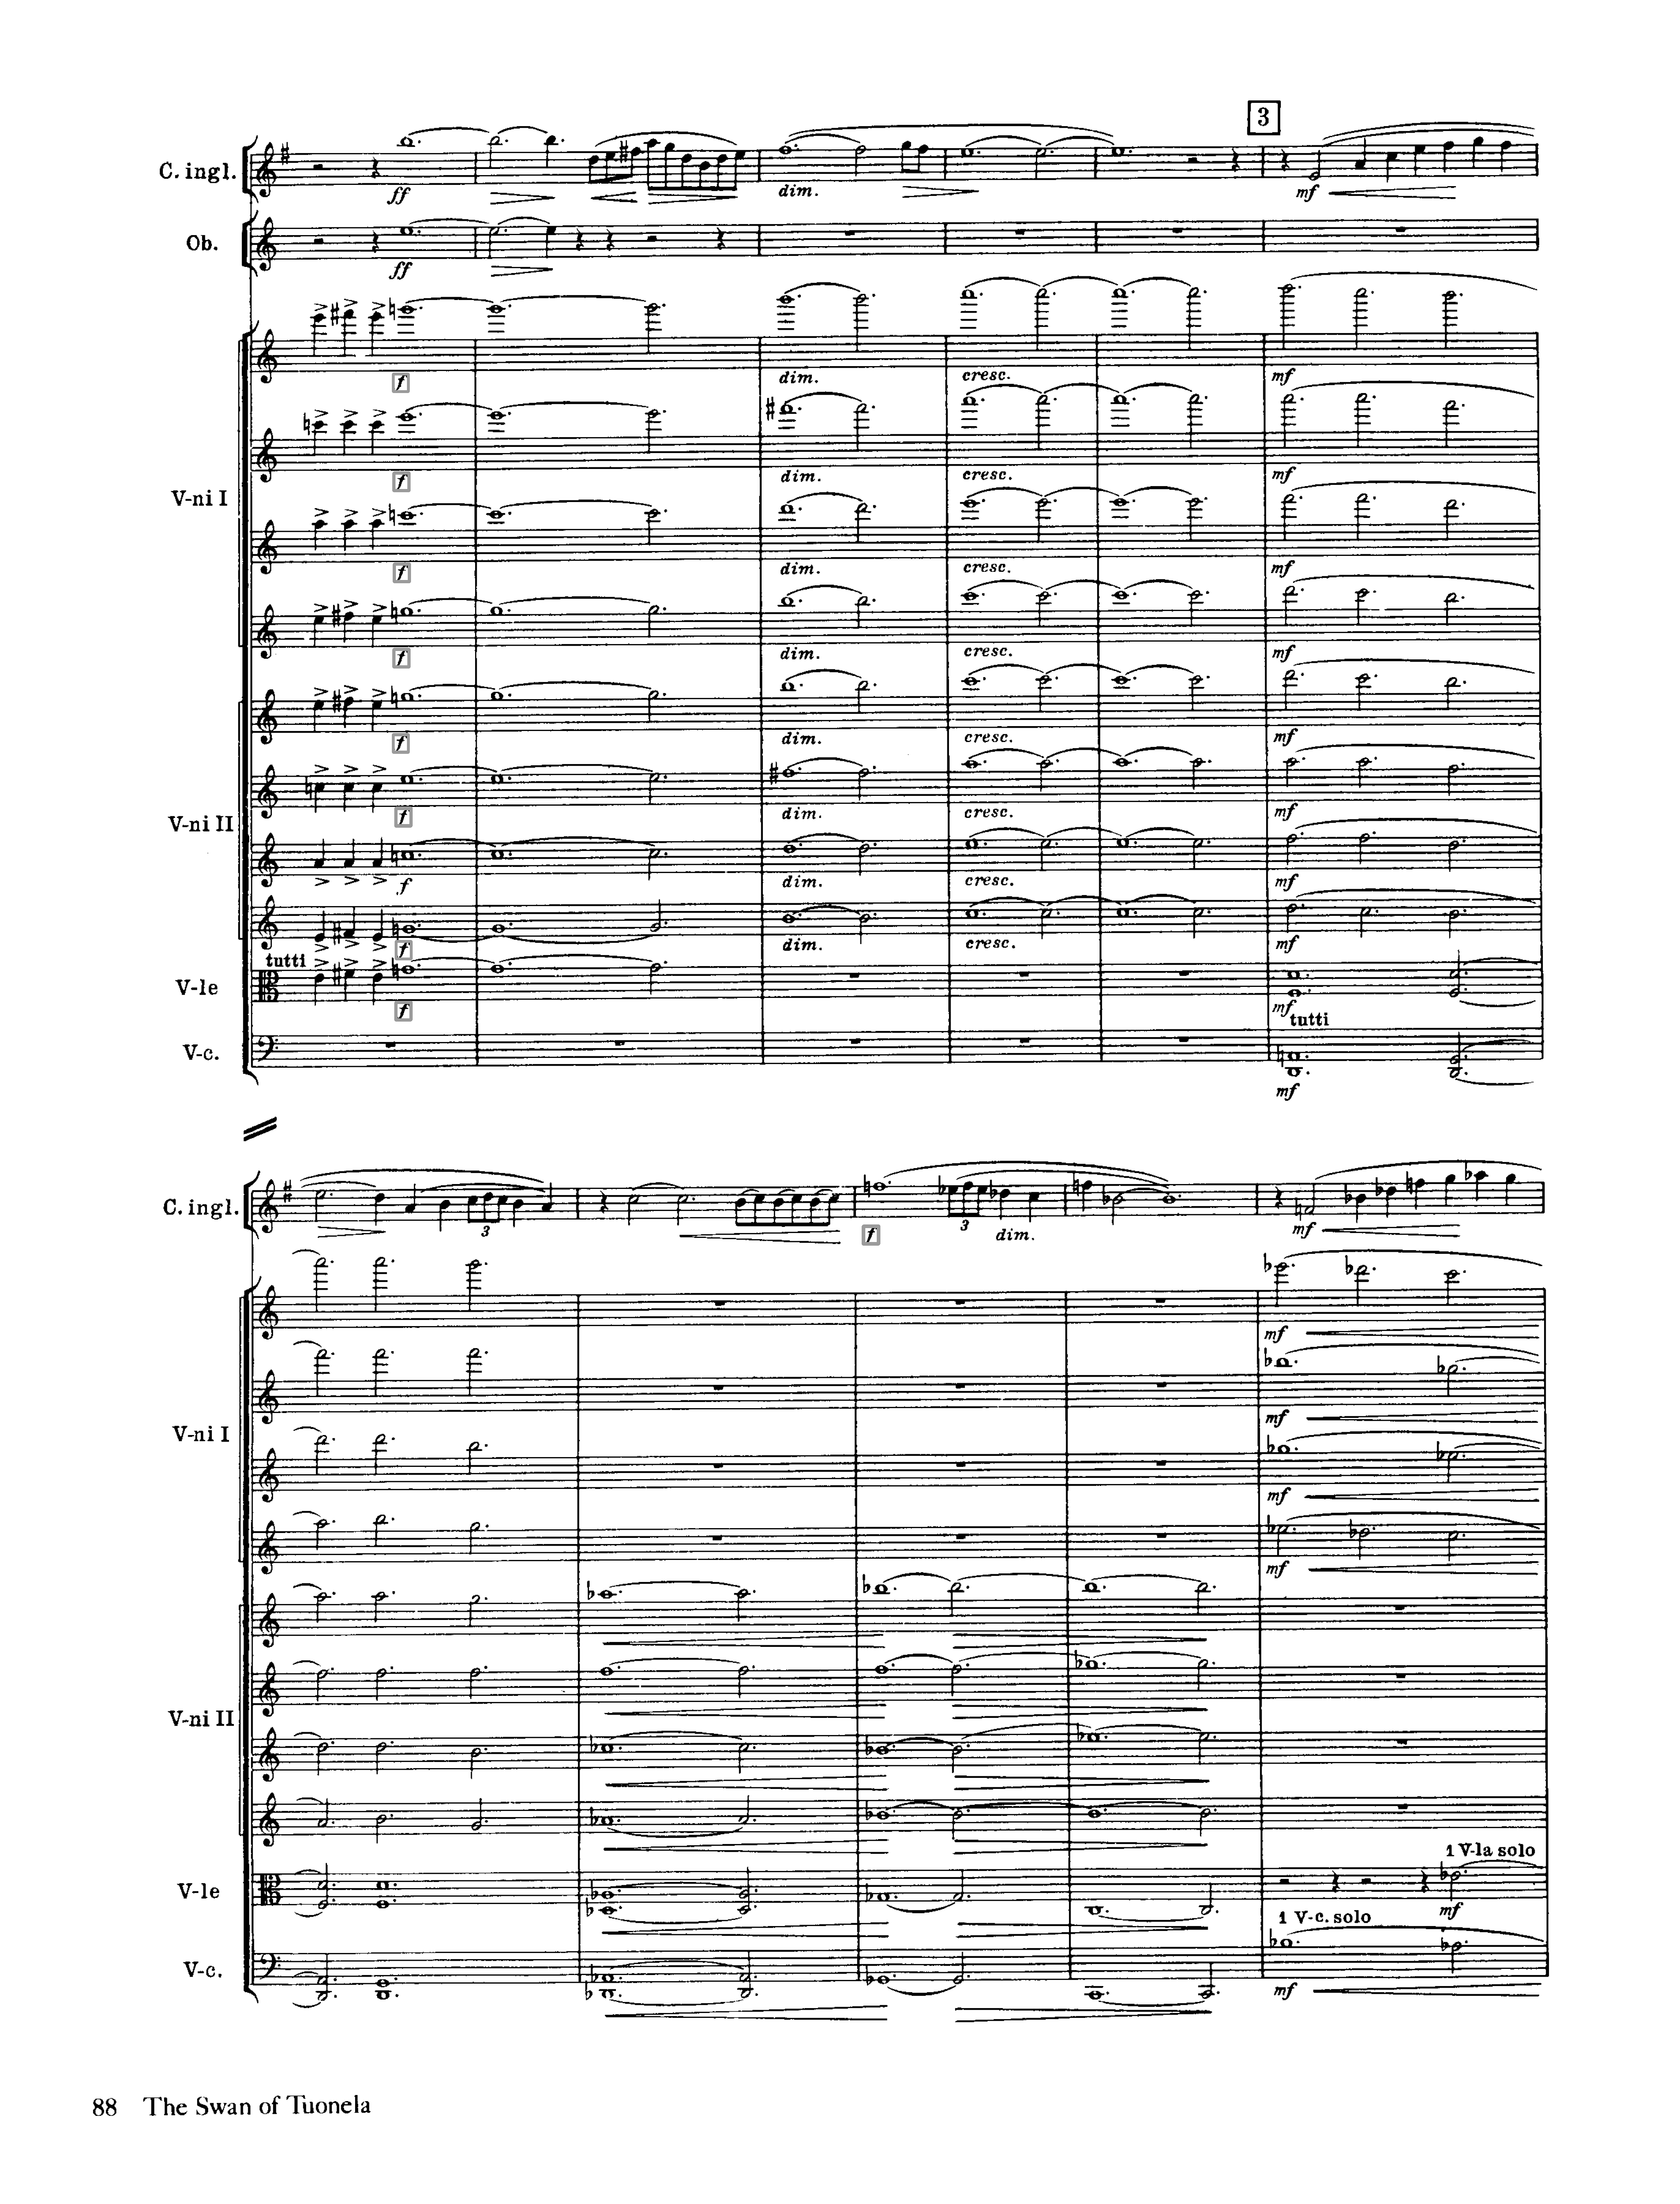 3
C. ingl.
ff
dim.
mf
Ob.
ff
f
dim.
cresc.
mf
f
dim.
cresc.
mf
V-ni I
f
dim.
cresc.
mf
f
dim.
cresc.
mf
f
dim.
cresc.
mf
f
dim.
cresc.
mf
V-ni II
f
dim.
cresc.
mf
f
dim.
cresc.
mf
tutti
V-le
f
mf
tutti
V-c.
mf
C. ingl.
3
f
3
dim.
mf
mf
mf
V-ni I
mf
mf
V-ni II
1 V-la solo
V-le
mf
1 V-c. solo
V-c.
mf
88 The Swan of Tuonela